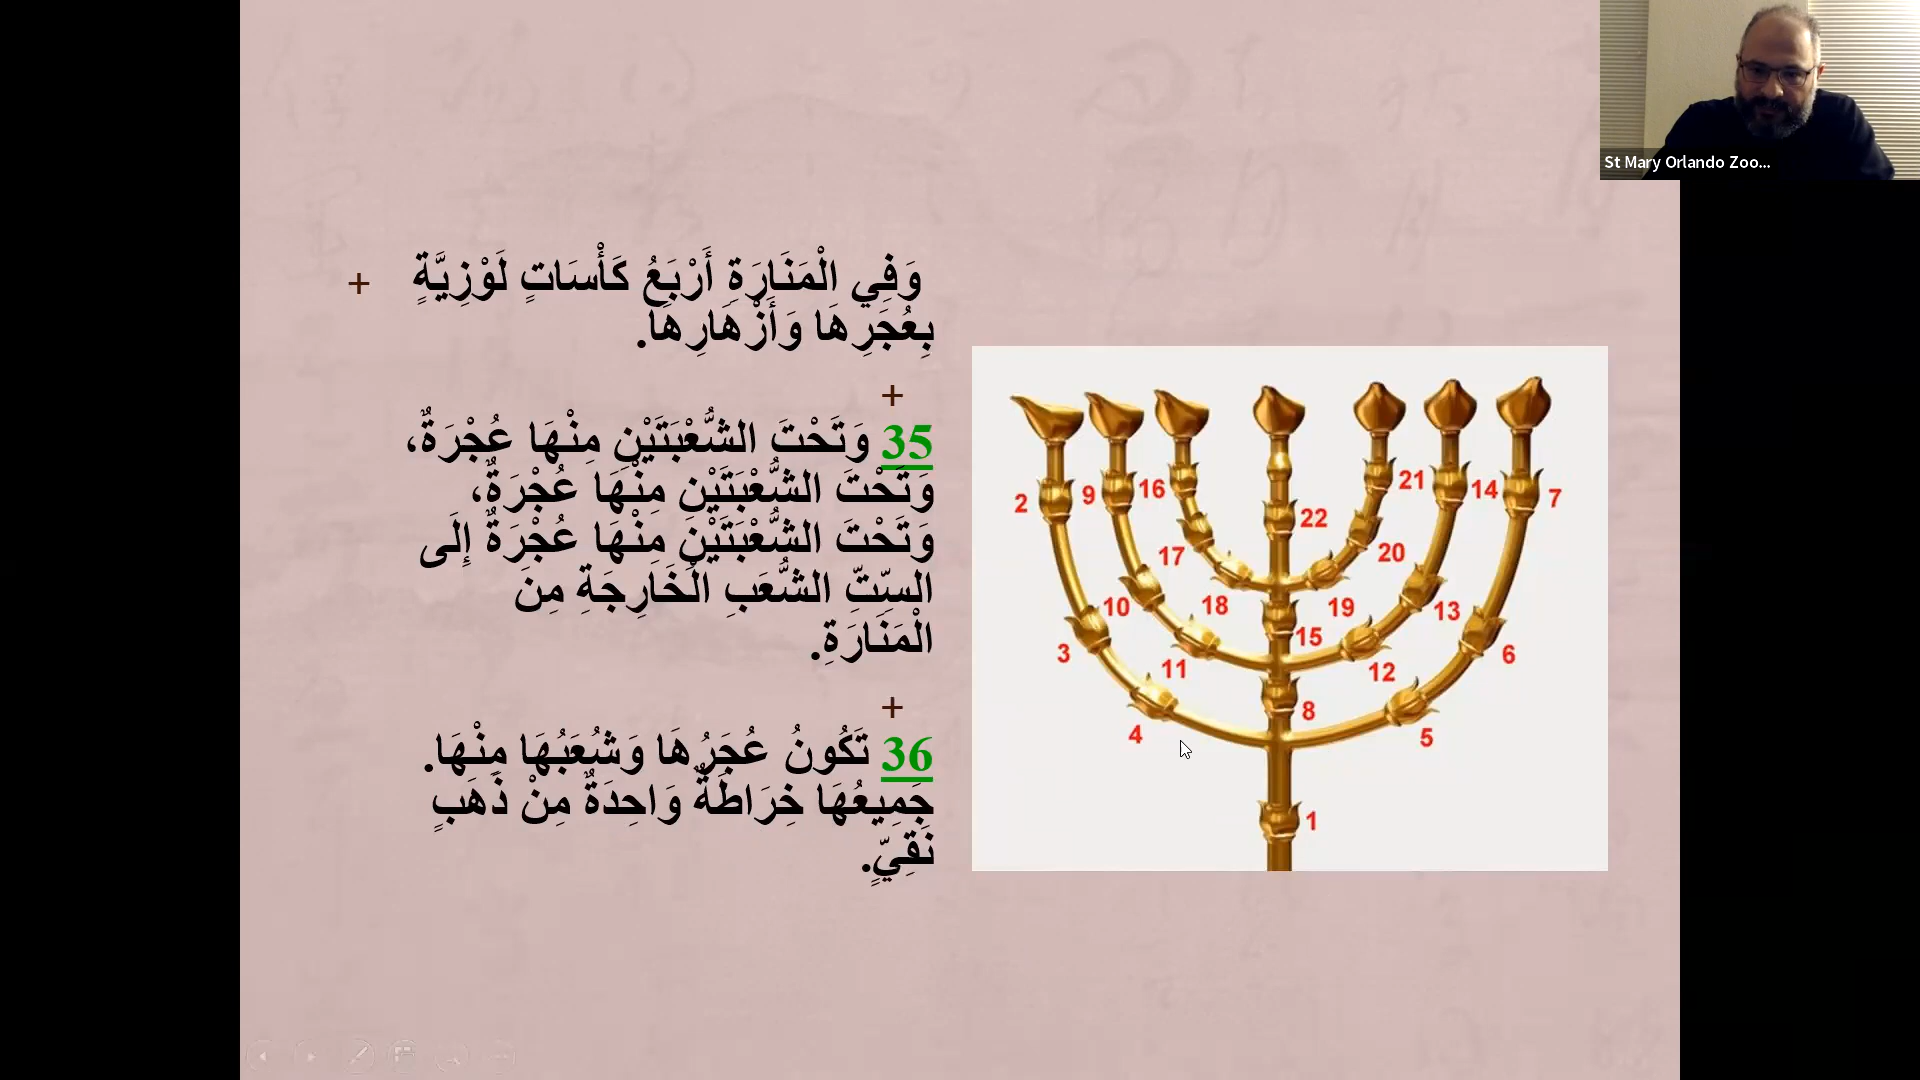 St Mary Orlando Zoo...
+ وَفِي الْمَنَارَةِ أَرْبَعُ كَأْسَاتٍ لَوْزِيَّةٍ
بِعُجَرِهَا وَأَزْهَارِهَا.
+
35 وَتَحْتَ الشُّعْبَتَيْنِ مِنْهَا عُجْرَةٌ،
وَتَحْتَ الشُّعْبَتَيْنِ مِنْهَا عُجْرَةٌ،
وَتَحْتَ الشُّعْبَتَيْنِ مِنْهَا عُجْرَةٌ إِلَى
السِّتِّ الشُّعَبِ الْخَارِجَةِ مِنَ
الْمَنَارَةِ.
+
36 تَكُونُ عُجَرُهَا وَشُعَبُهَا مِنْهَا.
جَمِيعُهَا خِرَاطَةٌ وَاحِدَةٌ مِنْ ذَهَبٍ
نَقِيٍّ.
2 9 16 21 14 7
22
17 20
10 18 19 13
15
3 11 12 6
8
4 5
1